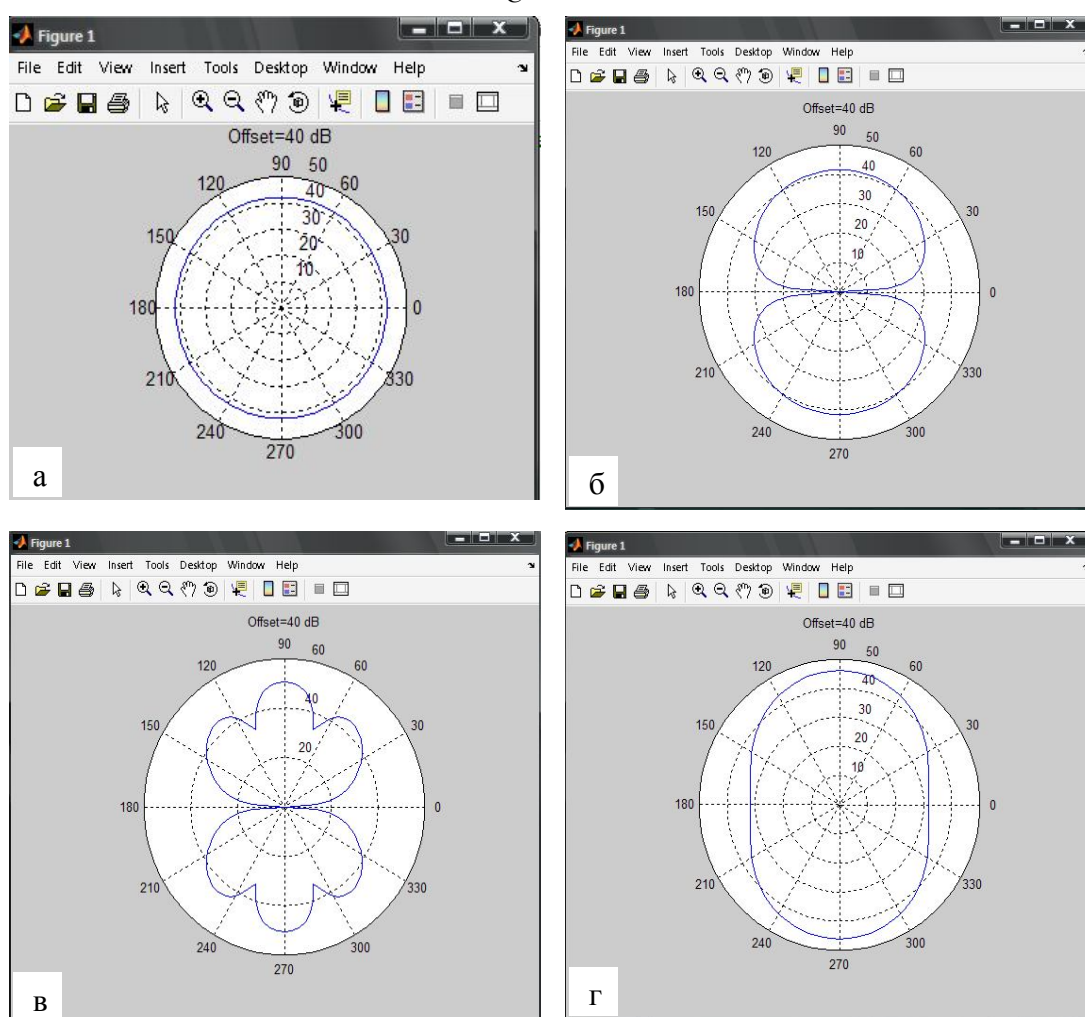 Figure 1
File Edit View Insert Tools Desktop Window Help
Offset=40 dB
90 50
120 40 60
30
150 20 30
10
180 0
210 330
240 300
270
а
Figure 1
File Edit View Insert Tools Desktop Window Help
Offset=40 dB
90 50
120 40 60
30
150 20 30
10
180 0
210 330
240 300
270
б
Figure 1
File Edit View Insert Tools Desktop Window Help
Offset=40 dB
90 60
120 60
40
150 30
20
180 0
210 330
240 300
270
в
Figure 1
File Edit View Insert Tools Desktop Window Help
Offset=40 dB
90 50
120 40 60
30
150 30
20
10
180 0
210 330
240 300
270
г